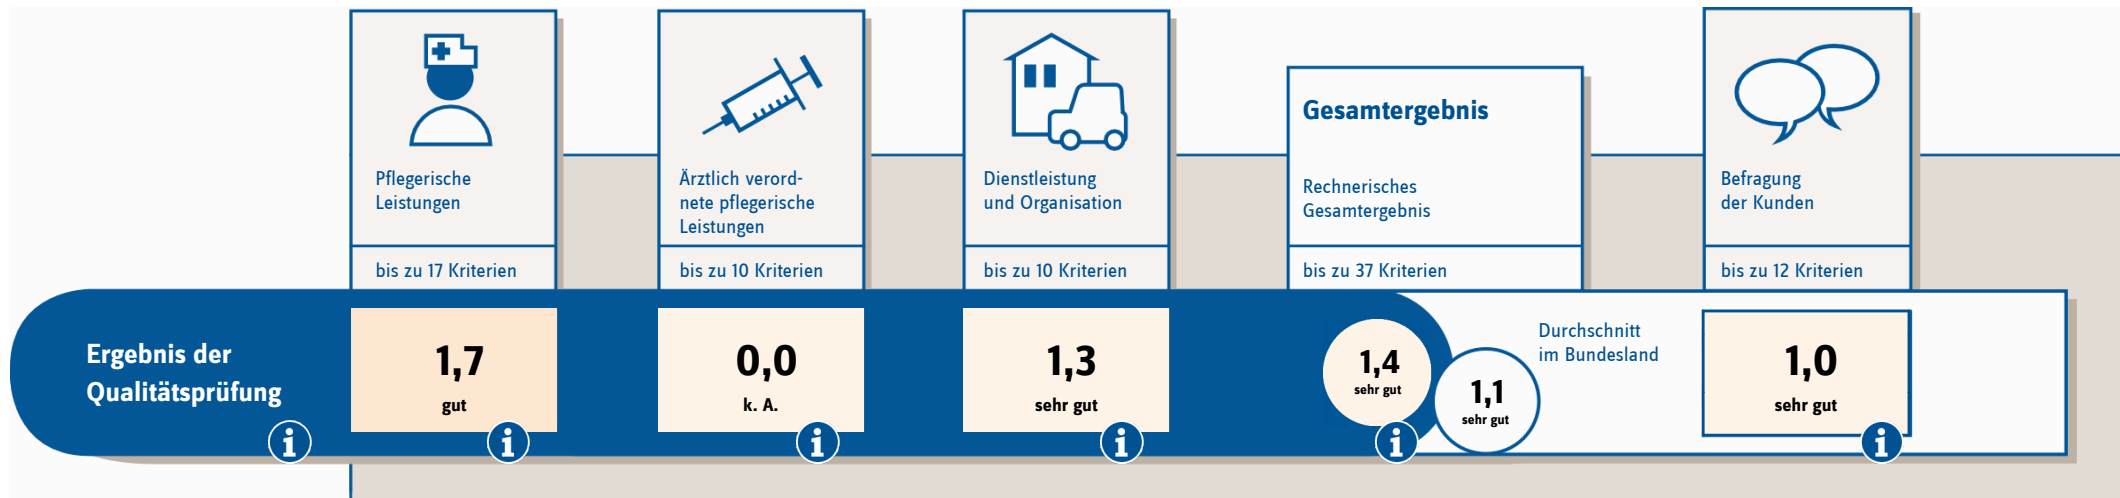 Pflegerische
Leistungen
bis zu 17 Kriterien
Ärztlich verord-
nete pflegerische
Leistungen
bis zu 10 Kriterien
Dienstleistung
und Organisation
bis zu 10 Kriterien
Gesamtergebnis
Rechnerisches
Gesamtergebnis
bis zu 37 Kriterien
Befragung
der Kunden
bis zu 12 Kriterien
Ergebnis der
Qualitätsprüfung
i
1,7
gut
i
0,0
k. A.
i
1,3
sehr gut
i
1,4
sehr gut
i
1,1
sehr gut
Durchschnitt
im Bundesland
1,0
sehr gut
i